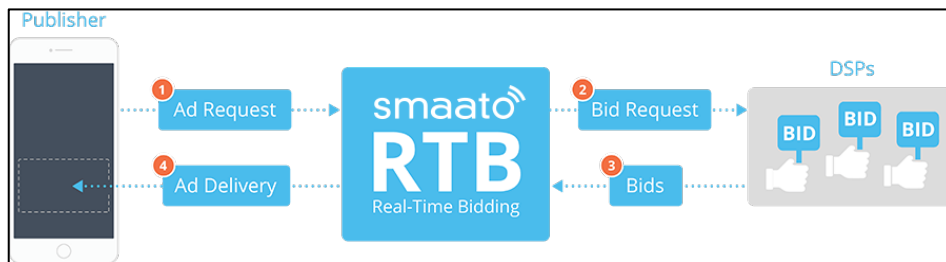 Publisher
DSPs
1
Ad Request
smaato
2
Bid Request
BID
BID
BID
4
Ad Delivery
RTB
3
Bids
Real-Time Bidding